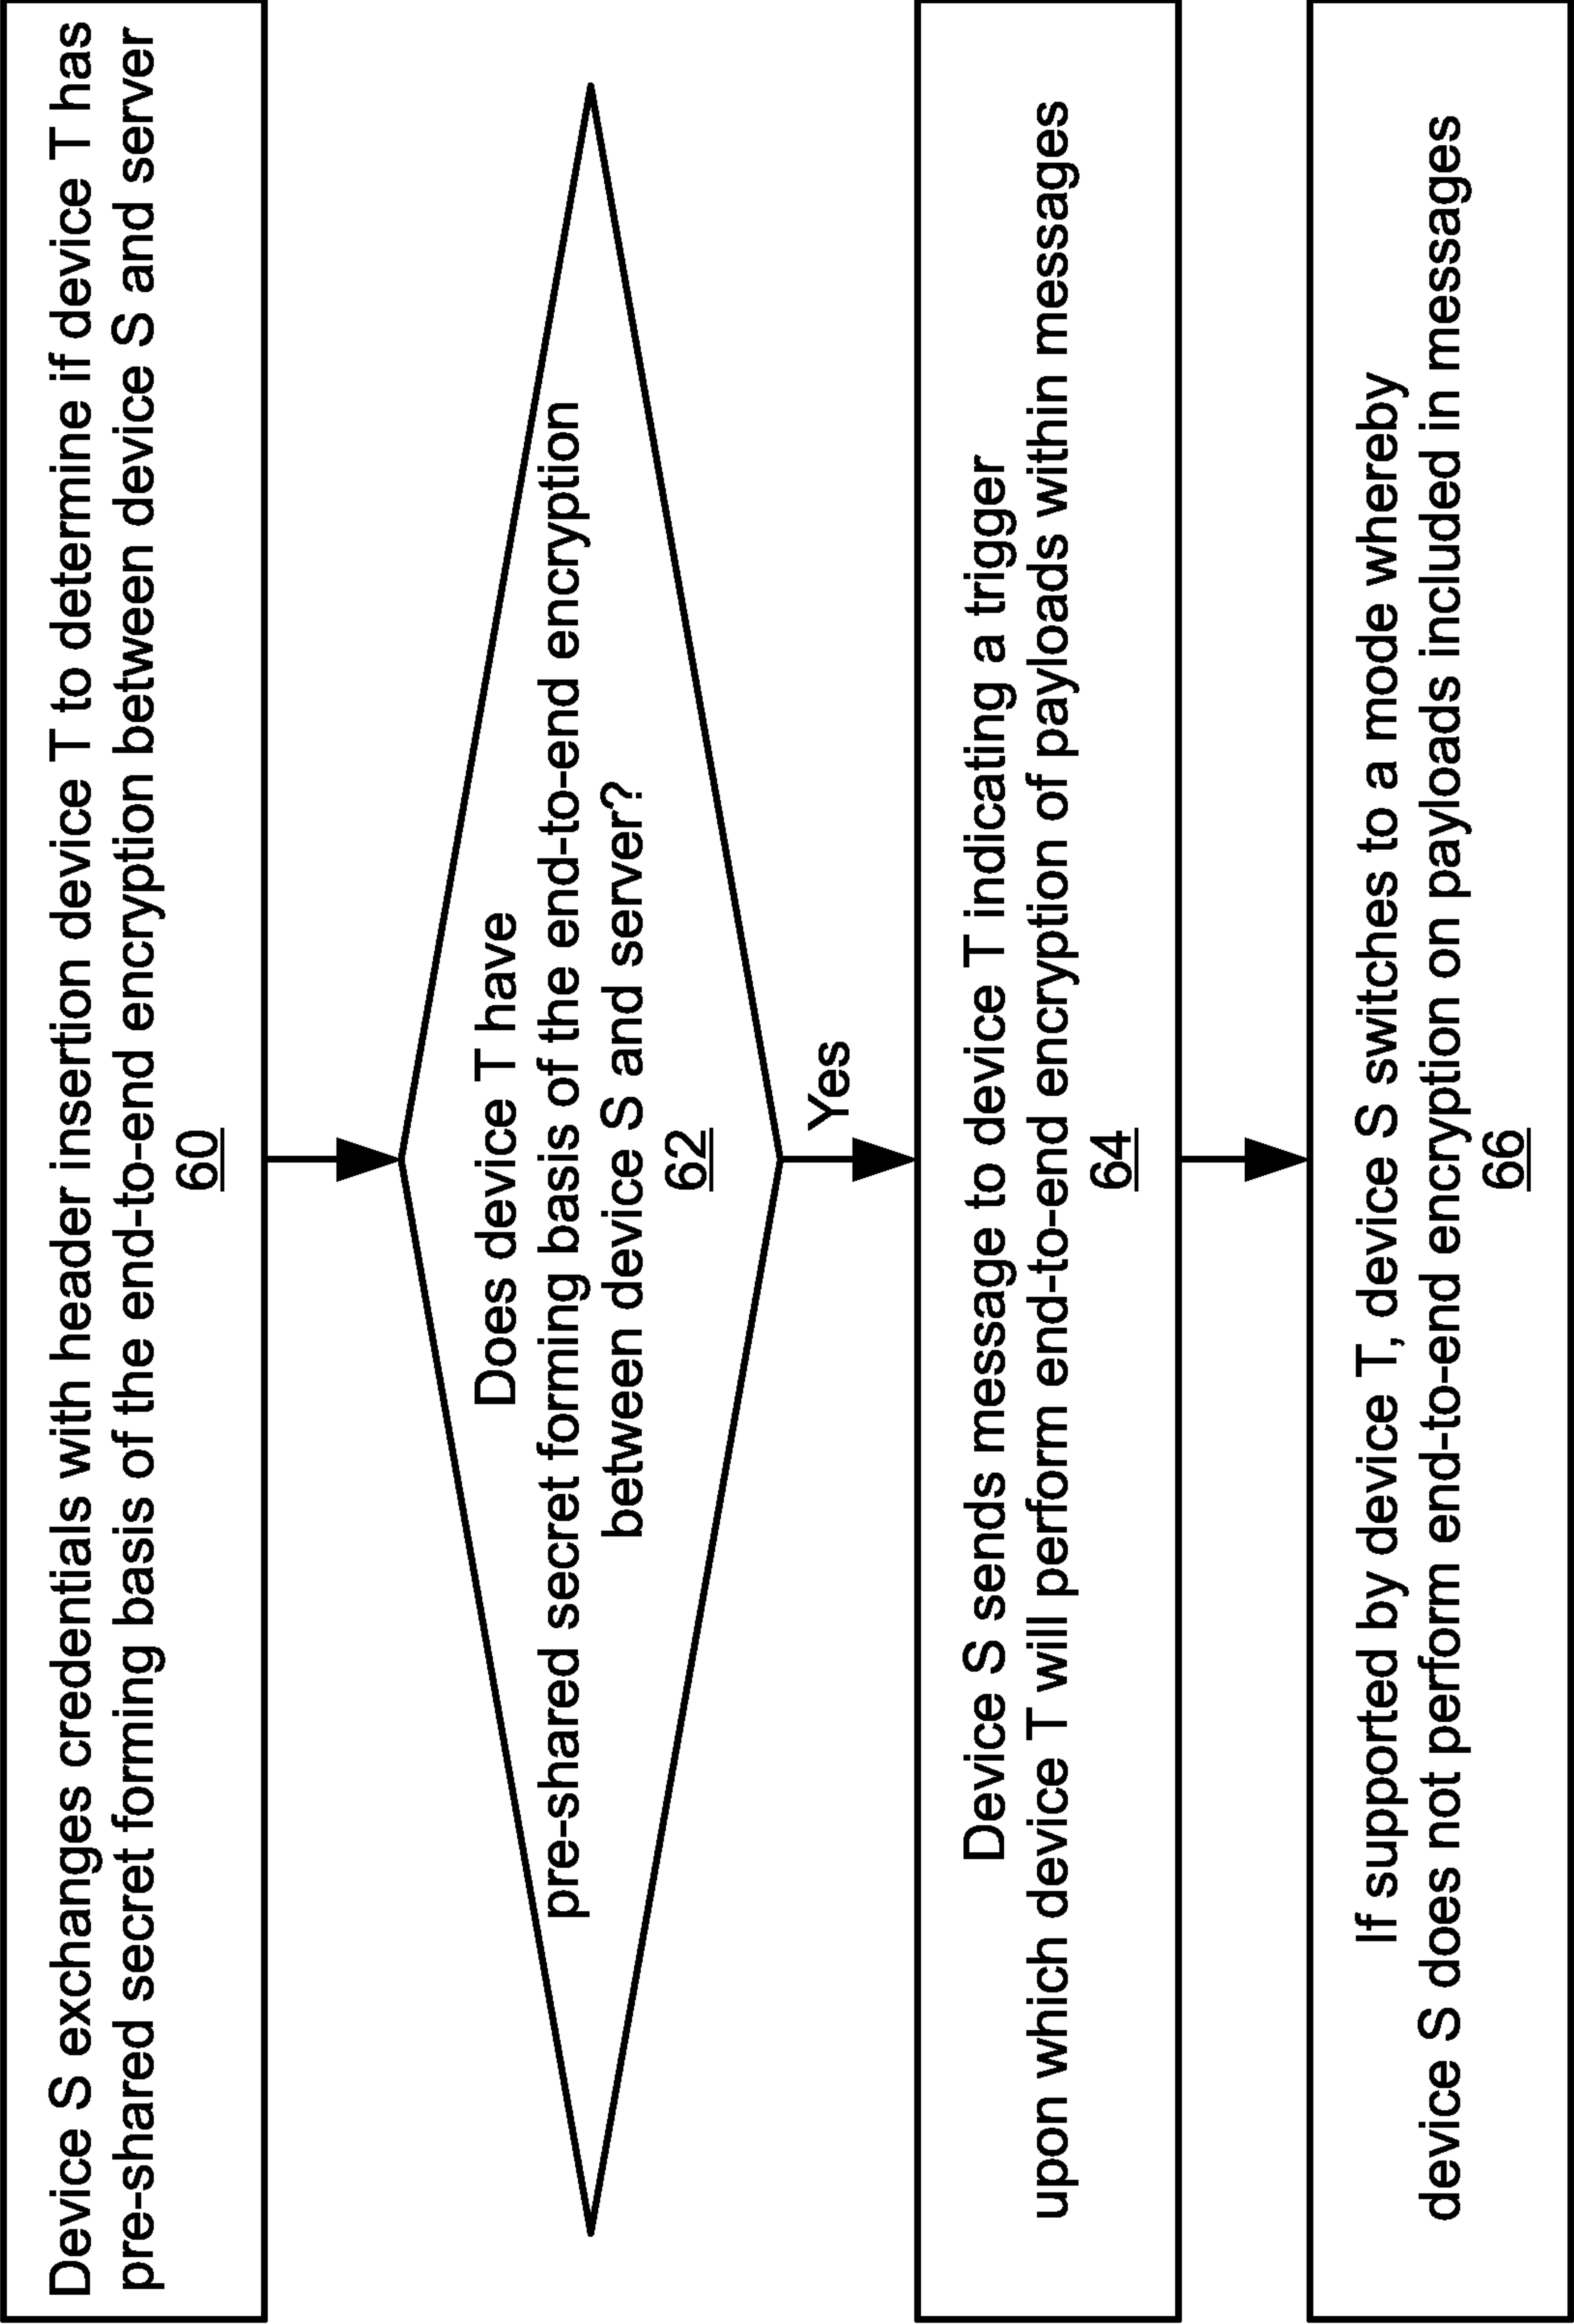 Device S exchanges credentials with header insertion device T to determine if device T has
pre-shared secret forming basis of the end-to-end encryption between device S and server
60
Does device T have
pre-shared secret forming basis of the end-to-end encryption
between device S and server?
62
Yes
Device S sends message to device T indicating a trigger
upon which device T will perform end-to-end encryption of payloads within messages
64
If supported by device T, device S switches to a mode whereby
device S does not perform end-to-end encryption on payloads included in messages
66